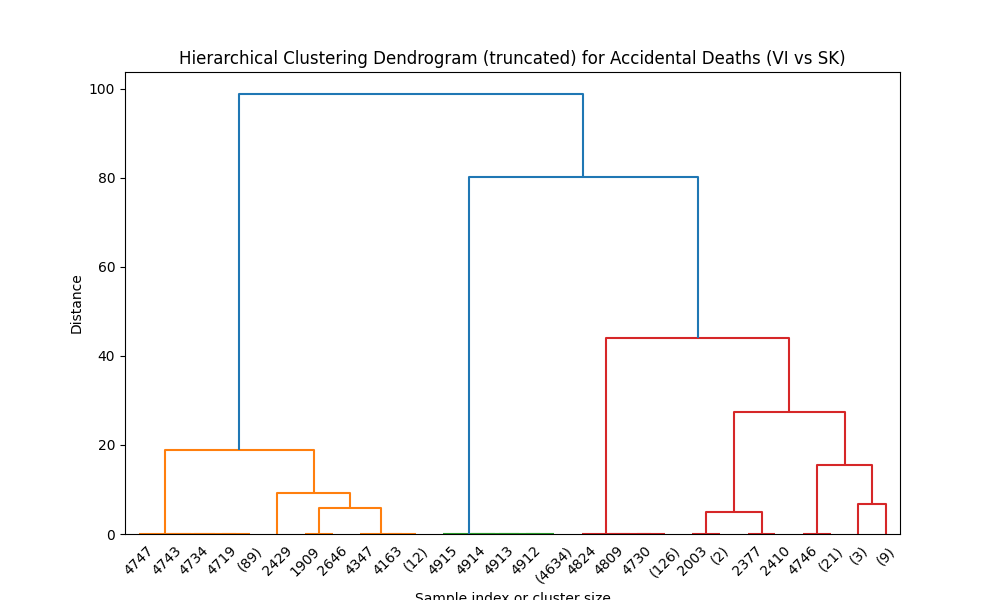 Hierarchical Clustering Dendrogram (truncated) for Accidental Deaths (VI vs SK)
100
80
60
40
20
0
Distance
4747 4743 4734 4719 (89) 2429 1909 2646 4347 4163 (12) 4915 4914 4913 4912 (4634) 4824 4809 4730 (126) 2003 (2) 2377 2410 4746 (21) (3) (9)
Sample index or cluster size